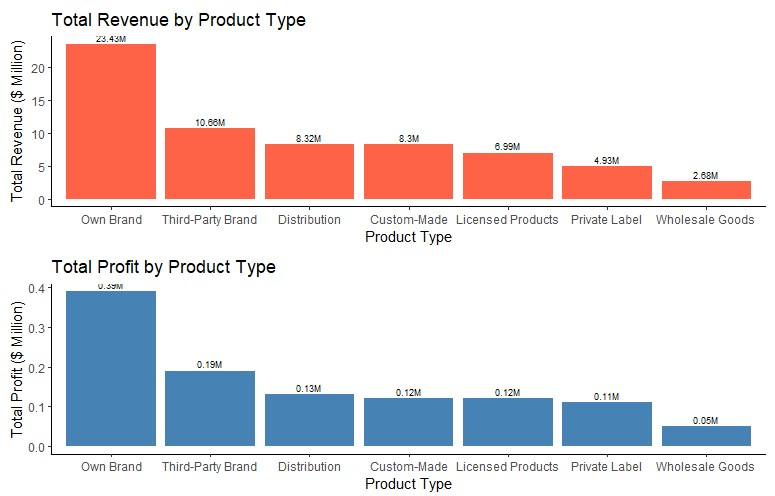 Total Revenue by Product Type
Total Revenue ($ Million)
20
15
10
5
0
23.43M
10.66M
8.32M
8.3M
6.99M
4.93M
2.68M
Own Brand
Third-Party Brand
Distribution
Custom-Made
Licensed Products
Private Label
Wholesale Goods
Product Type
Total Profit by Product Type
Total Profit ($ Million)
0.4
0.3
0.2
0.1
0.0
0.39M
0.19M
0.13M
0.12M
0.12M
0.11M
0.05M
Own Brand
Third-Party Brand
Distribution
Custom-Made
Licensed Products
Private Label
Wholesale Goods
Product Type